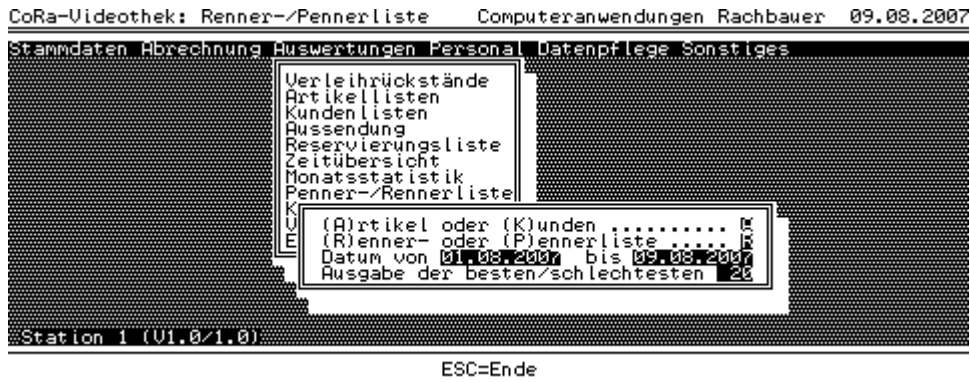 CoRa-Videothek: Renner-/Pennerliste Computeranwendungen Rachbauer 09.08.2007
Stammdaten Abrechnung Auswertungen Personal Datenpflege Sonstiges
Verleihrückstände
Artikellisten
Kundenlisten
Aussendung
Reservierungsliste
Zeitübersicht
Monatsstatistik
Penner-/Rennerliste
K
V
E
(A)rtikel oder (K)unden ..........
(R)enner- oder (P)ennerliste ..... R
Datum von 01.08.2007 bis 09.08.2007
Ausgabe der besten/schlechtesten 20
Station 1 (V1.0/1.0)
ESC=Ende